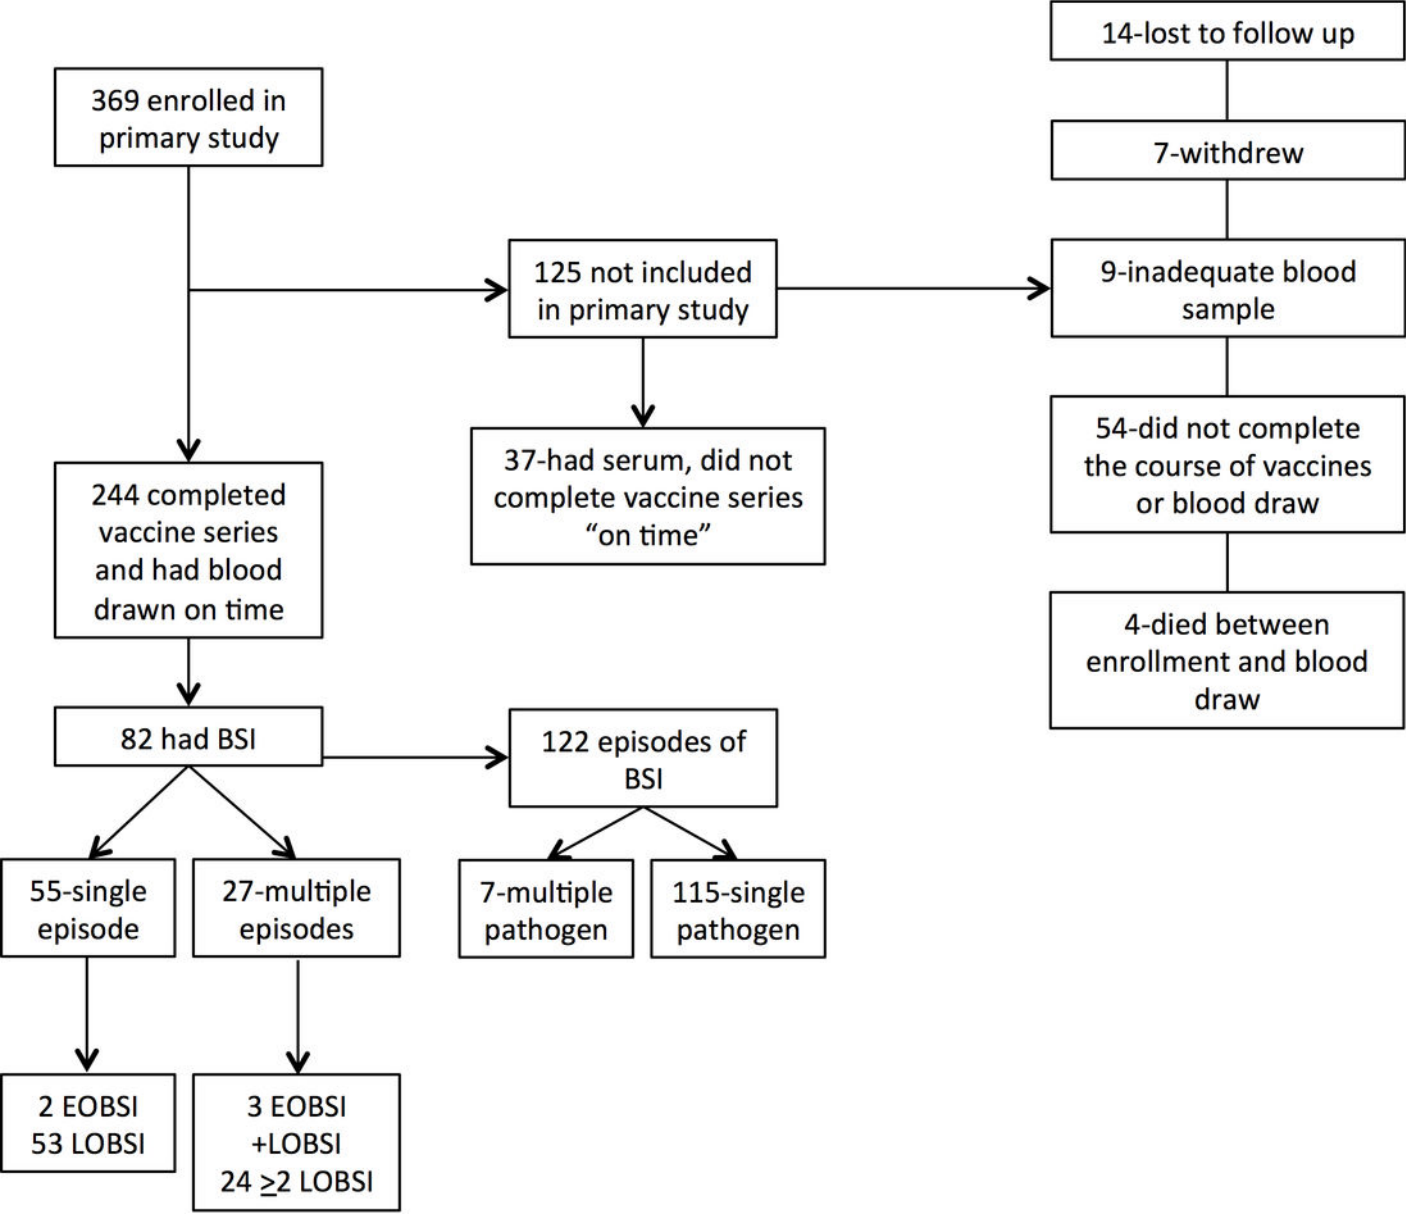 369 enrolled in
primary study
125 not included
in primary study
14-lost to follow up
7-withdrew
9-inadequate blood
sample
54-did not complete
the course of vaccines
or blood draw
4-died between
enrollment and blood
draw
37-had serum, did not
complete vaccine series
“on time”
244 completed
vaccine series
and had blood
drawn on time
82 had BSI
122 episodes of
BSI
55-single
episode
27-multiple
episodes
7-multiple
pathogen
115-single
pathogen
2 EOBSI
53 LOBSI
3 EOBSI
+LOBSI
24 ≥2 LOBSI